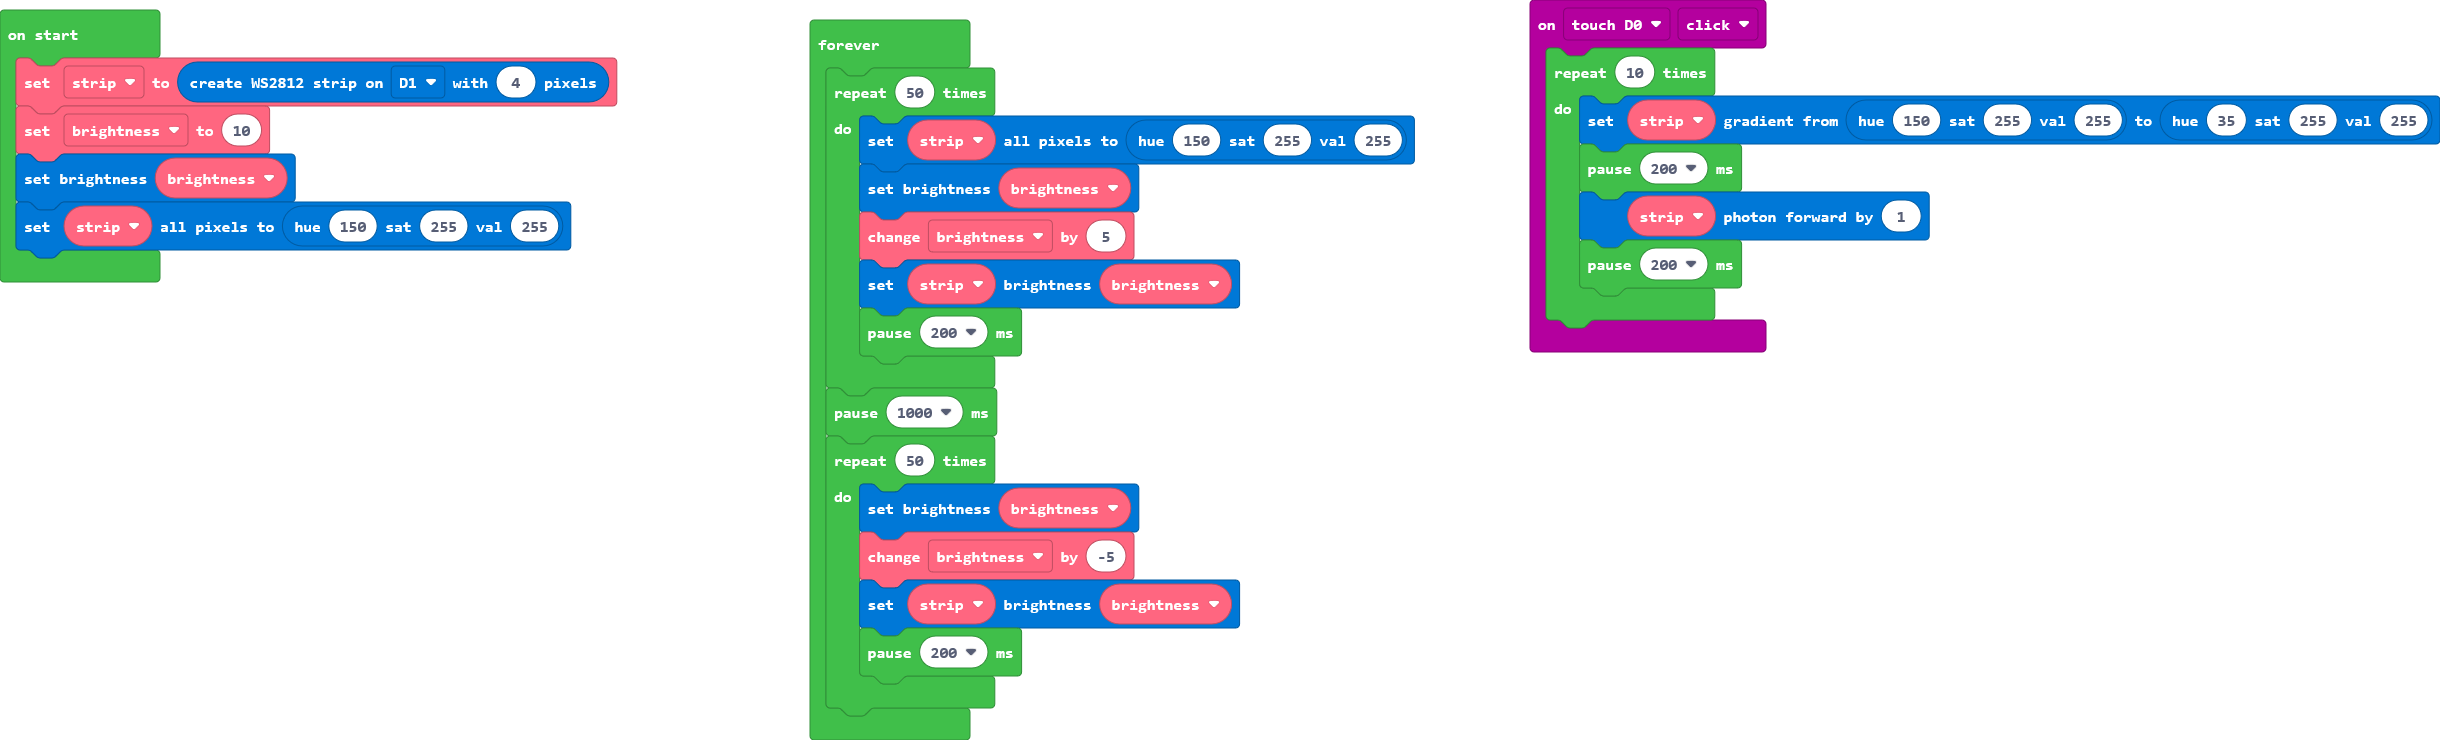 on start
set strip to create WS2812 strip on D1 with 4 pixels
set brightness to 10
set brightness brightness
set strip all pixels to hue 150 sat 255 val 255
forever
repeat 50 times
do set strip all pixels to hue 150 sat 255 val 255
set brightness brightness
change brightness by 5
set strip brightness brightness
pause 200 ms
pause 1000 ms
repeat 50 times
do set brightness brightness
change brightness by -5
set strip brightness brightness
pause 200 ms
on touch D0 click
repeat 10 times
do set strip gradient from hue 150 sat 255 val 255 to hue 35 sat 255 val 255
pause 200 ms
strip photon forward by 1
pause 200 ms